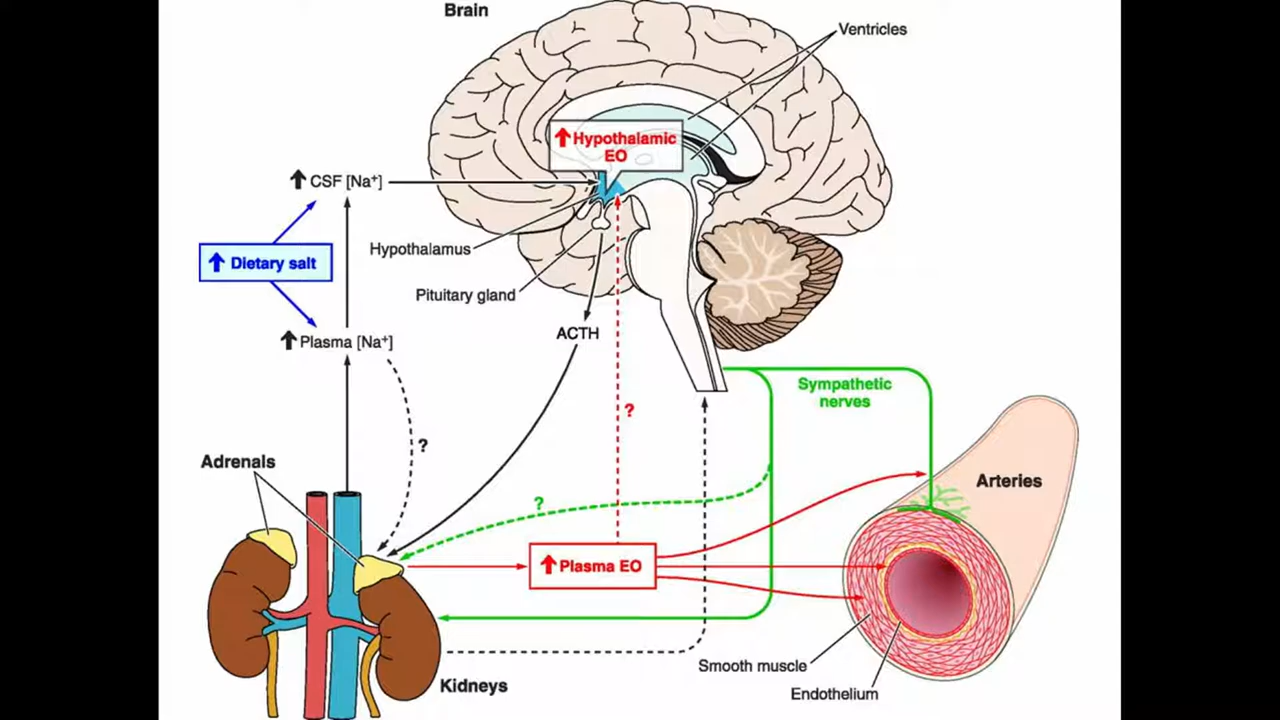 Brain
Ventricles
↑ Hypothalamic
EO
↑ CSF [Na+]
Hypothalamus
↑ Dietary salt
Pituitary gland
ACTH
↑ Plasma [Na+]
Sympathetic
nerves
?
?
Adrenals
Arteries
?
↑ Plasma EO
Smooth muscle
Kidneys
Endothelium